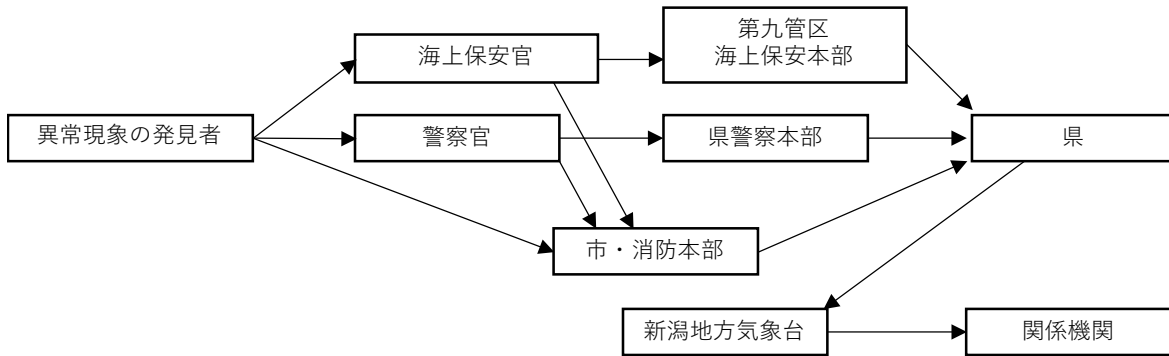 第九管区
海上保安本部
海上保安官
異常現象の発見者
警察官
県警察本部
県
市・消防本部
新潟地方気象台
関係機関